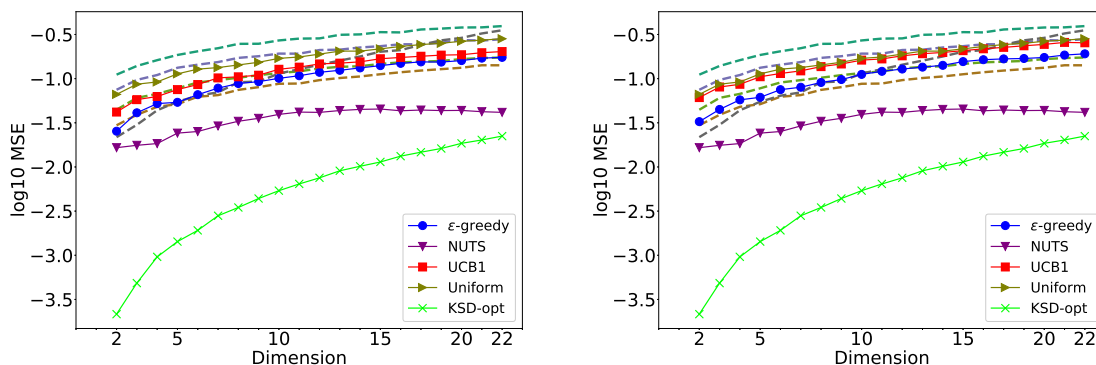 −0.5
−1.0
−1.5
−2.0
−2.5
−3.0
−3.5
log10 MSE
2 5 10 15 20 22
Dimension
ε-greedy
NUTS
UCB1
Uniform
KSD-opt
−0.5
−1.0
−1.5
−2.0
−2.5
−3.0
−3.5
log10 MSE
2 5 10 15 20 22
Dimension
ε-greedy
NUTS
UCB1
Uniform
KSD-opt